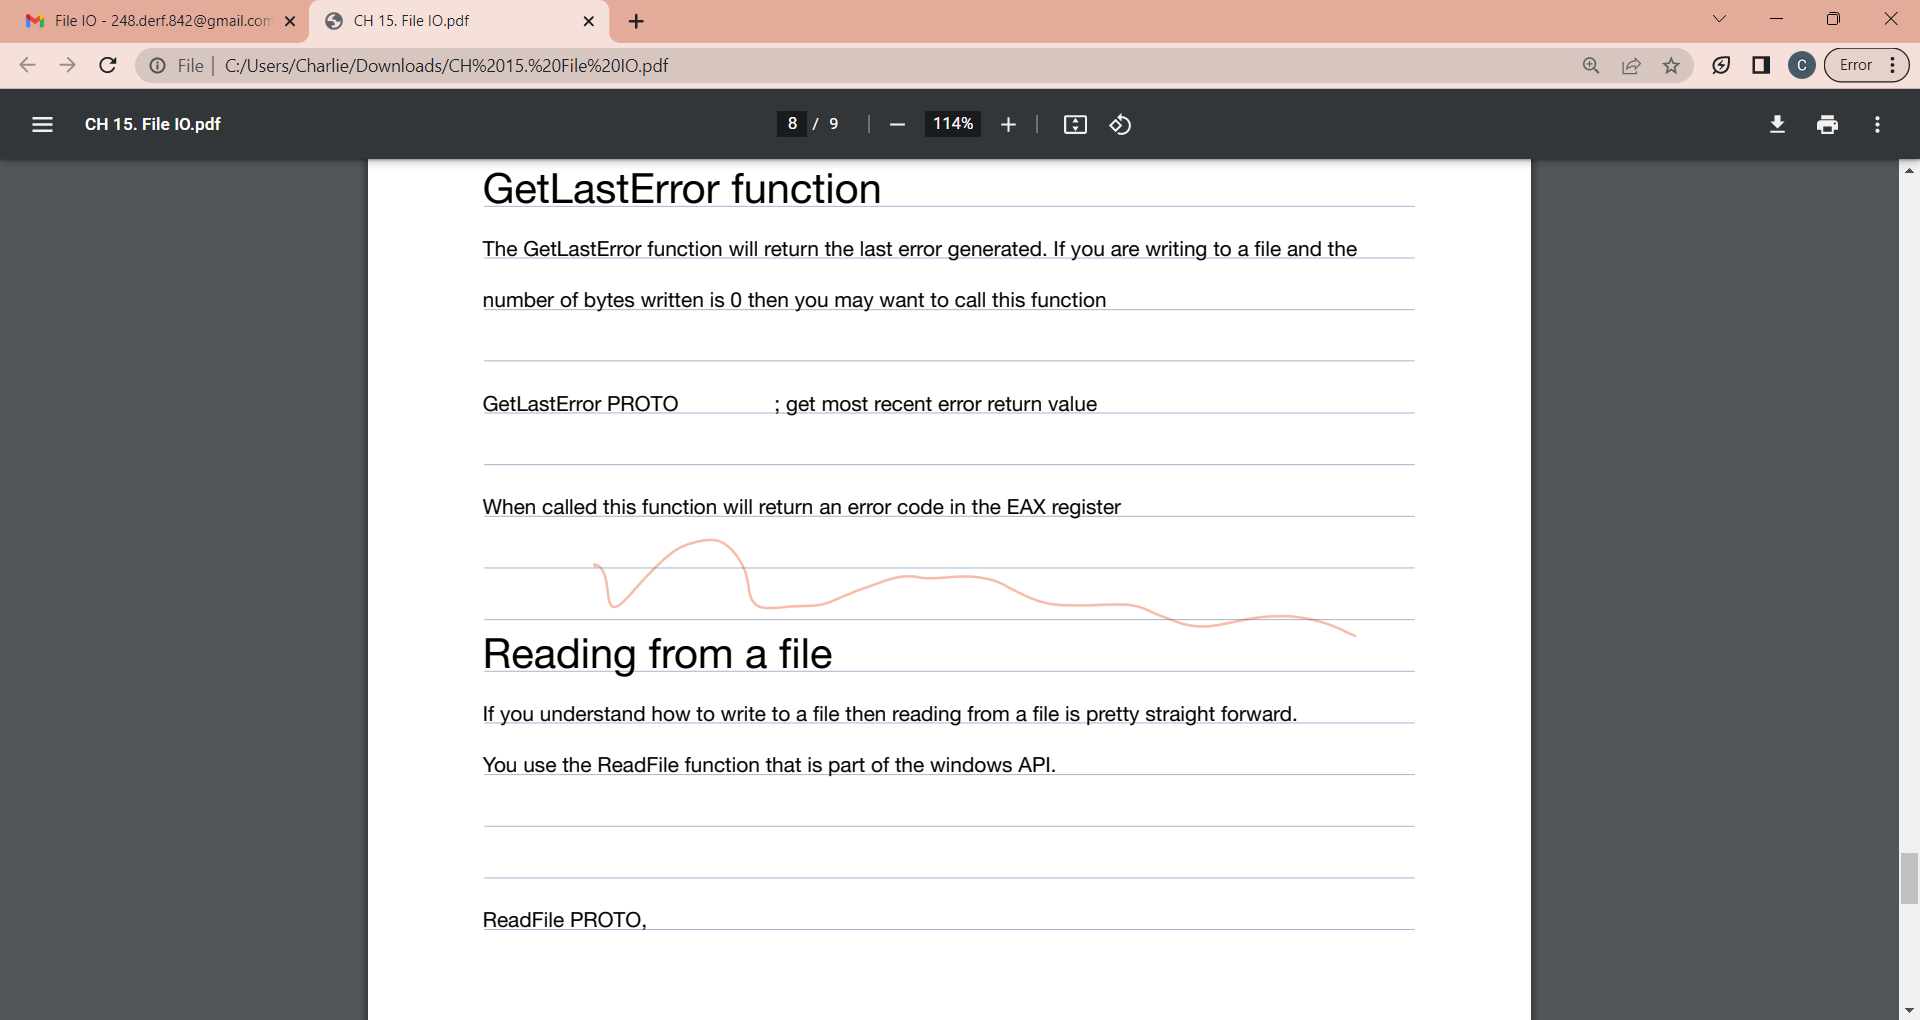 File IO - 248.derf.842@gmail.com
CH 15. File IO.pdf
File
C:/Users/Charlie/Downloads/CH%2015.%20File%20IO.pdf
C
Error
CH 15. File IO.pdf
8 / 9
114%
GetLastError function
The GetLastError function will return the last error generated. If you are writing to a file and the
number of bytes written is 0 then you may want to call this function
GetLastError PROTO ; get most recent error return value
When called this function will return an error code in the EAX register
Reading from a file
If you understand how to write to a file then reading from a file is pretty straight forward.
You use the ReadFile function that is part of the windows API.
ReadFile PROTO,